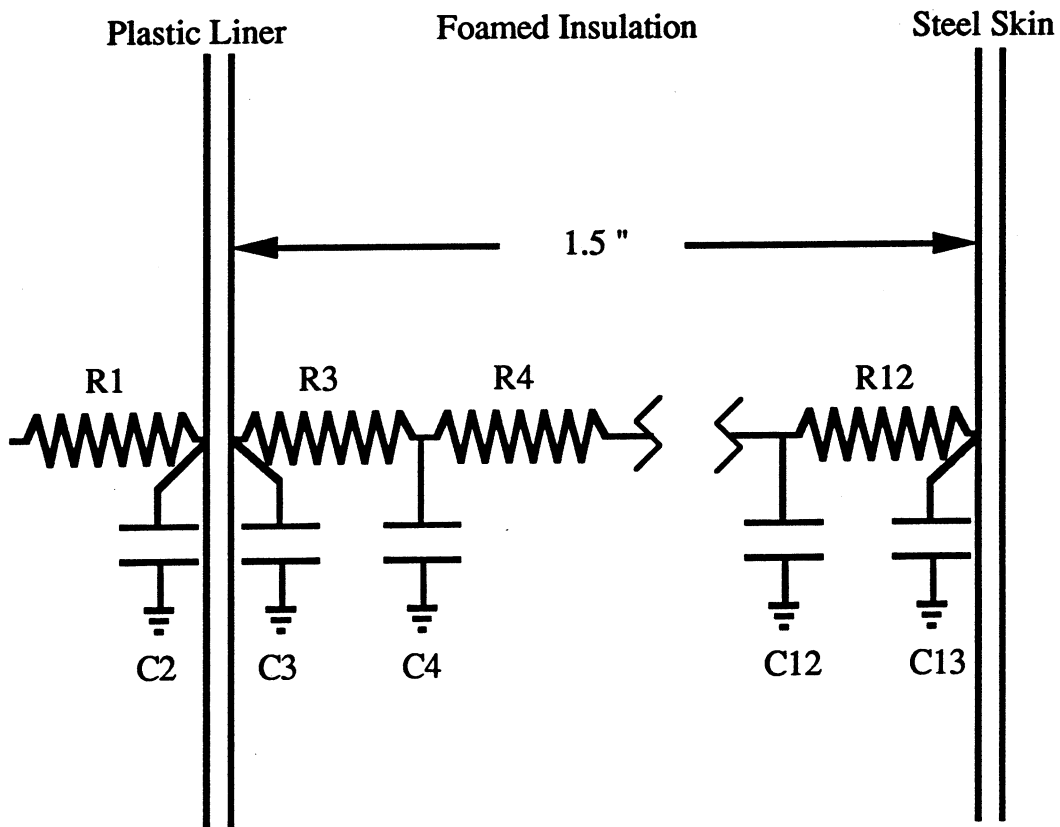 Plastic Liner
Foamed Insulation
Steel Skin
1.5 "
R1
R3
R4
R12
C2
C3
C4
C12
C13